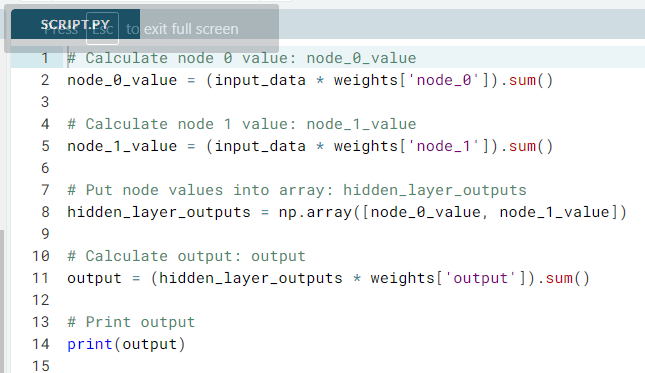 SCRIPT.PY
Press Esc to exit full screen
1 # Calculate node 0 value: node_0_value
2 node_0_value = (input_data * weights['node_0']).sum()
3
4 # Calculate node 1 value: node_1_value
5 node_1_value = (input_data * weights['node_1']).sum()
6
7 # Put node values into array: hidden_layer_outputs
8 hidden_layer_outputs = np.array([node_0_value, node_1_value])
9
10 # Calculate output: output
11 output = (hidden_layer_outputs * weights['output']).sum()
12
13 # Print output
14 print(output)
15